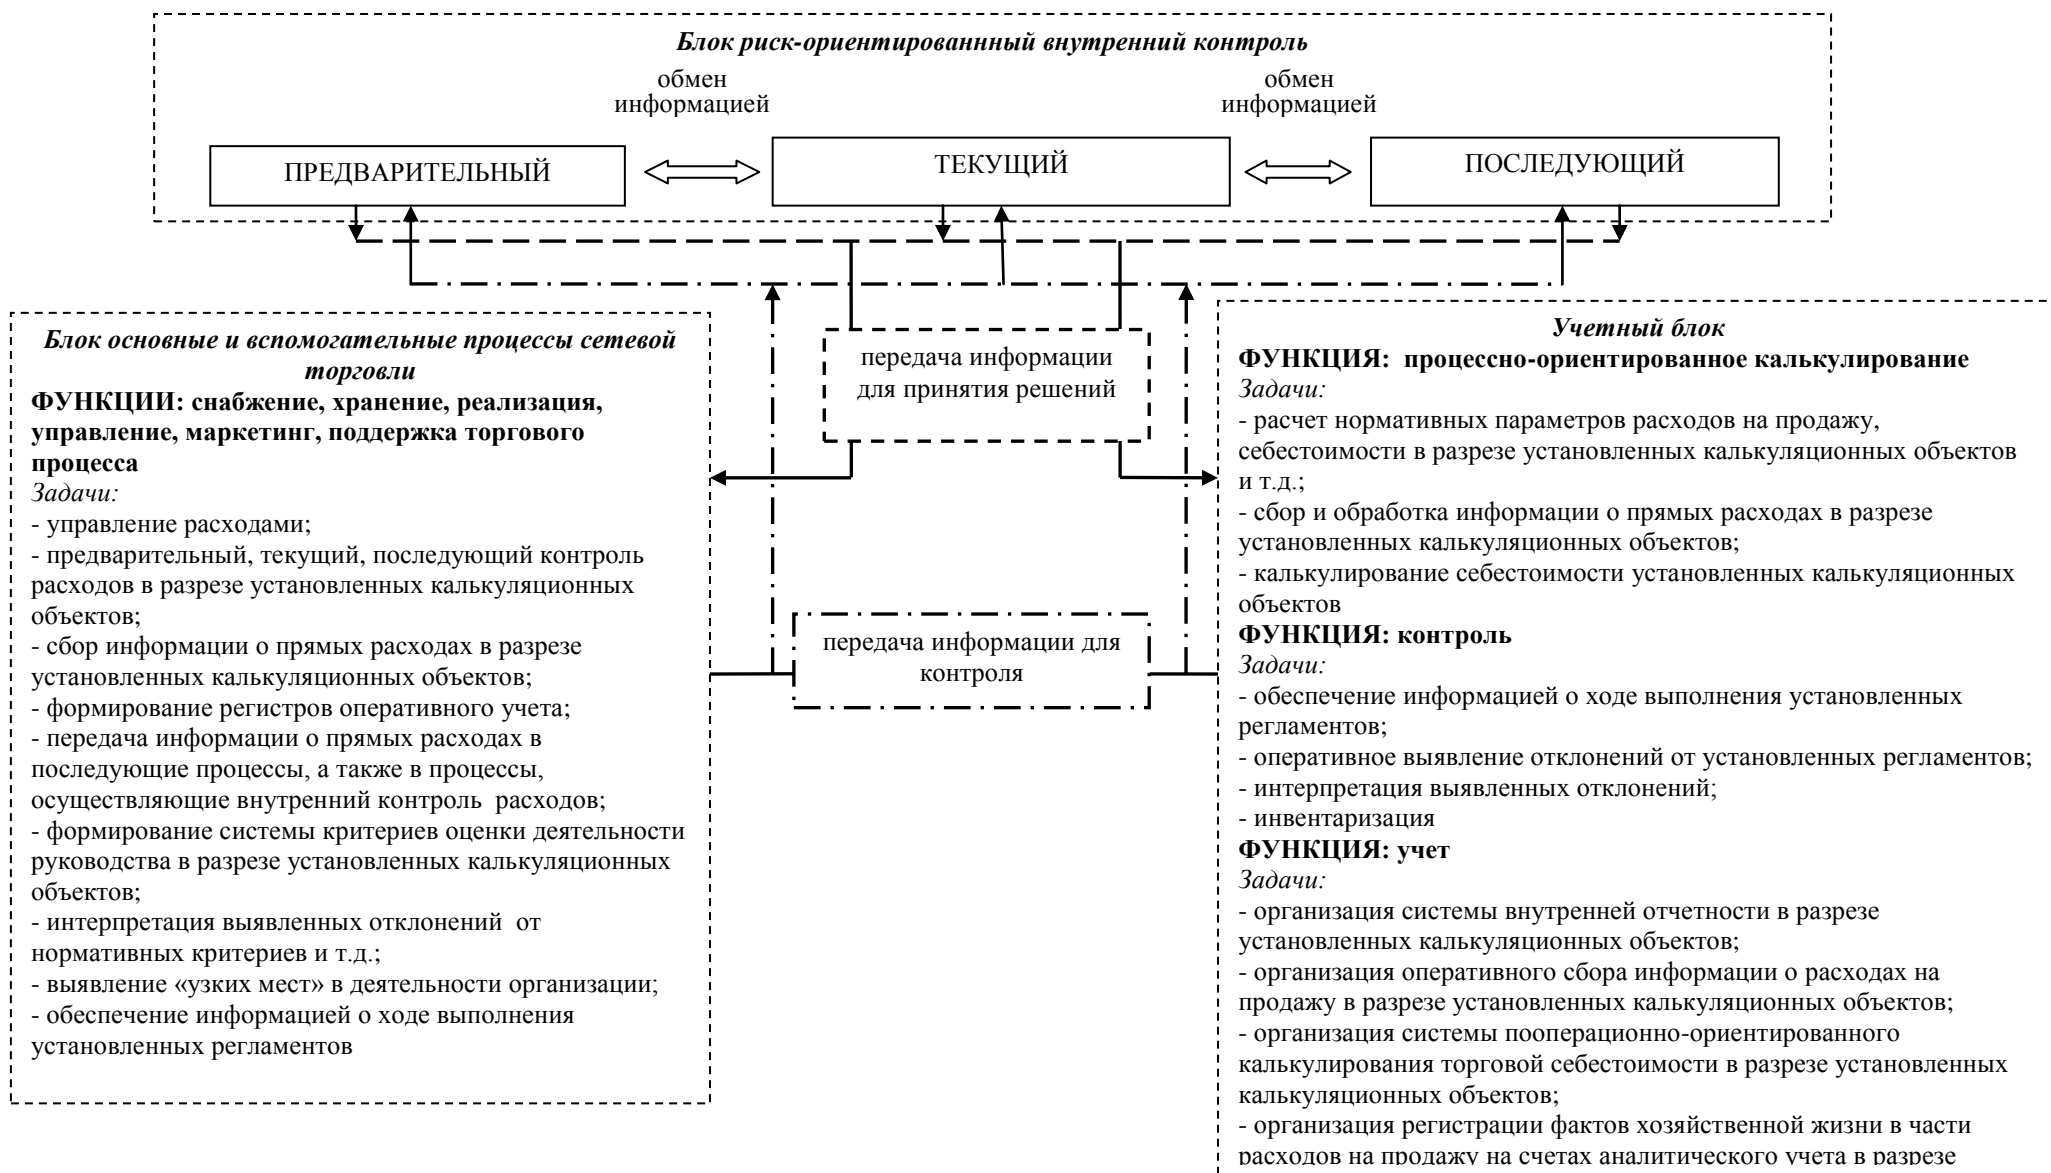 Блок риск-ориентированнный внутренний контроль
обмен
информацией
обмен
информацией
ПРЕДВАРИТЕЛЬНЫЙ
ТЕКУЩИЙ
ПОСЛЕДУЮЩИЙ
Блок основные и вспомогательные процессы сетевой
торговли
ФУНКЦИИ: снабжение, хранение, реализация,
управление, маркетинг, поддержка торгового
процесса
Задачи:
- управление расходами;
- предварительный, текущий, последующий контроль
расходов в разрезе установленных калькуляционных
объектов;
- сбор информации о прямых расходах в разрезе
установленных калькуляционных объектов;
- формирование регистров оперативного учета;
- передача информации о прямых расходах в
последующие процессы, а также в процессы,
осуществляющие внутренний контроль расходов;
- формирование системы критериев оценки деятельности
руководства в разрезе установленных калькуляционных
объектов;
- интерпретация выявленных отклонений от
нормативных критериев и т.д.;
- выявление «узких мест» в деятельности организации;
- обеспечение информацией о ходе выполнения
установленных регламентов
передача информации
для принятия решений
передача информации для
контроля
Учетный блок
ФУНКЦИЯ: процессно-ориентированное калькулирование
Задачи:
- расчет нормативных параметров расходов на продажу,
себестоимости в разрезе установленных калькуляционных объектов
и т.д.;
- сбор и обработка информации о прямых расходах в разрезе
установленных калькуляционных объектов;
- калькулирование себестоимости установленных калькуляционных
объектов
ФУНКЦИЯ: контроль
Задачи:
- обеспечение информацией о ходе выполнения установленных
регламентов;
- оперативное выявление отклонений от установленных регламентов;
- интерпретация выявленных отклонений;
- инвентаризация
ФУНКЦИЯ: учет
Задачи:
- организация системы внутренней отчетности в разрезе
установленных калькуляционных объектов;
- организация оперативного сбора информации о расходах на
продажу в разрезе установленных калькуляционных объектов;
- организация системы пооперационно-ориентированного
калькулирования торговой себестоимости в разрезе установленных
калькуляционных объектов;
- организация регистрации фактов хозяйственной жизни в части
расходов на продажу на счетах аналитического учета в разрезе